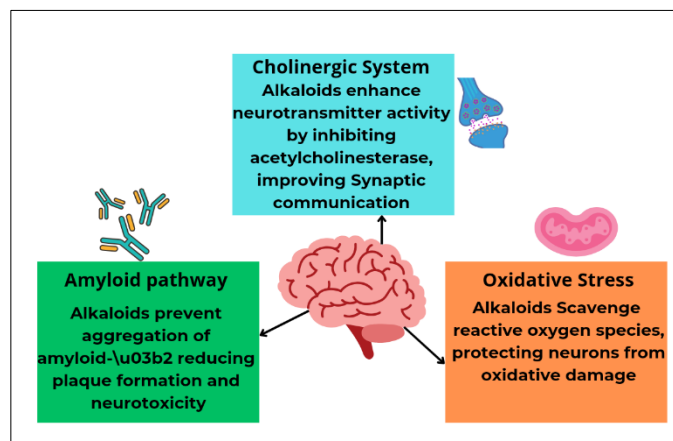 Cholinergic System
Alkaloids enhance
neurotransmitter activity
by inhibiting
acetylcholinesterase,
improving Synaptic
communication
Amyloid pathway
Alkaloids prevent
aggregation of
amyloid-\u03b2 reducing
plaque formation and
neurotoxicity
Oxidative Stress
Alkaloids Scavenge
reactive oxygen species,
protecting neurons from
oxidative damage